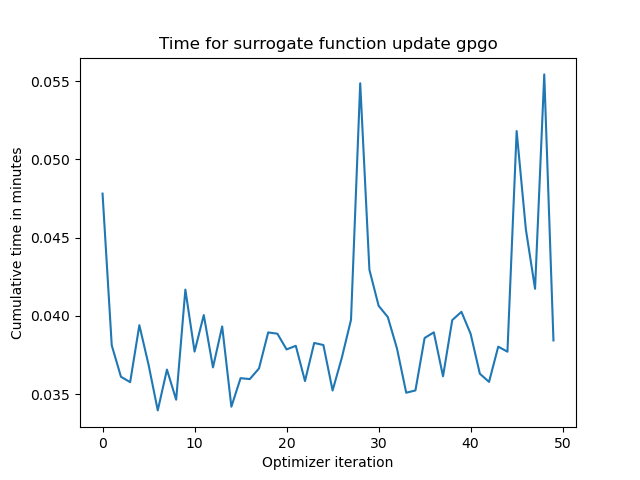 Time for surrogate function update gpgo
Cumulative time in minutes
0.055
0.050
0.045
0.040
0.035
0 10 20 30 40 50
Optimizer iteration